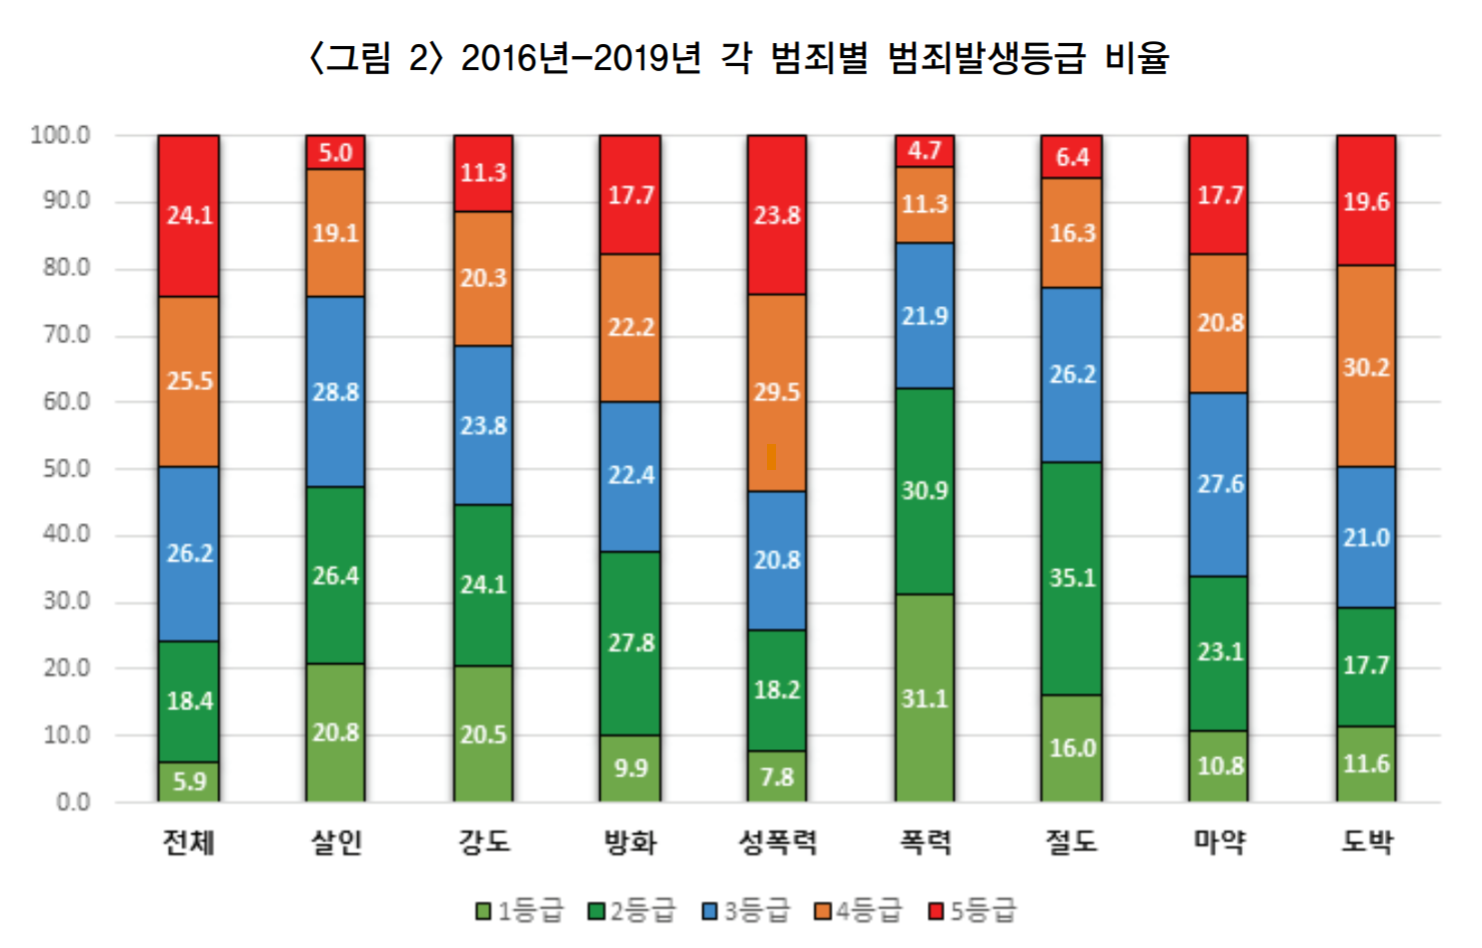 〈그림 2〉 2016년-2019년 각 범죄별 범죄발생등급 비율
100.0
90.0
80.0
70.0
60.0
50.0
40.0
30.0
20.0
10.0
0.0
24.1 5.0 11.3 17.7 23.8 4.7 6.4 17.7 19.6
25.5 19.1 20.3 22.2 29.5 11.3 16.3 20.8 30.2
26.2 28.8 23.8 22.4 20.8 21.9 26.2 27.6 21.0
18.4 26.4 24.1 27.8 18.2 30.9 35.1 23.1 17.7
5.9 20.8 20.5 9.9 7.8 31.1 16.0 10.8 11.6
전체 살인 강도 방화 성폭력 폭력 절도 마약 도박
1등급 2등급 3등급 4등급 5등급